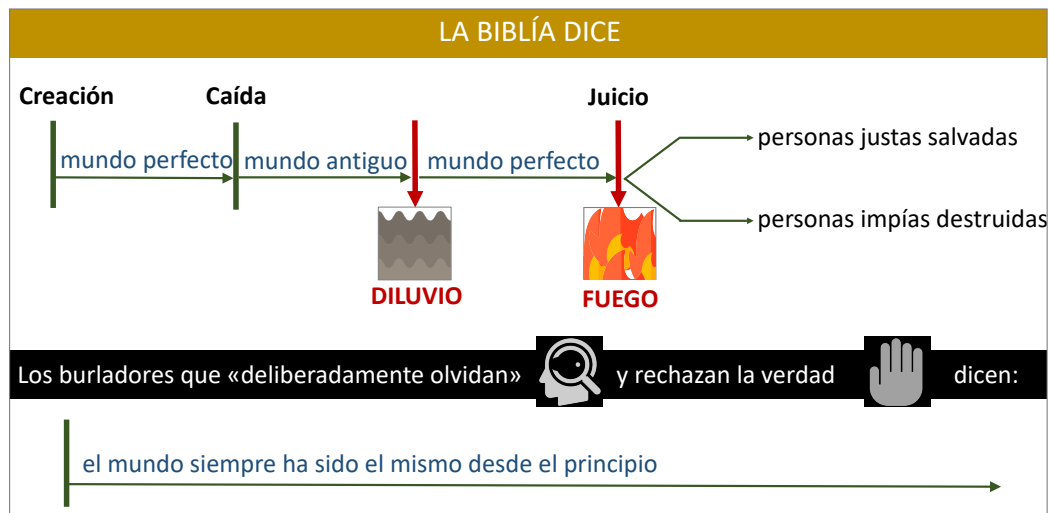 LA BIBLÍA DICE
Creación
Caída
Juicio
mundo perfecto
mundo antiguo
mundo perfecto
personas justas salvadas
personas impías destruidas
DILUVIO
FUEGO
Los burladores que «deliberadamente olvidan» y rechazan la verdad dicen:
el mundo siempre ha sido el mismo desde el principio